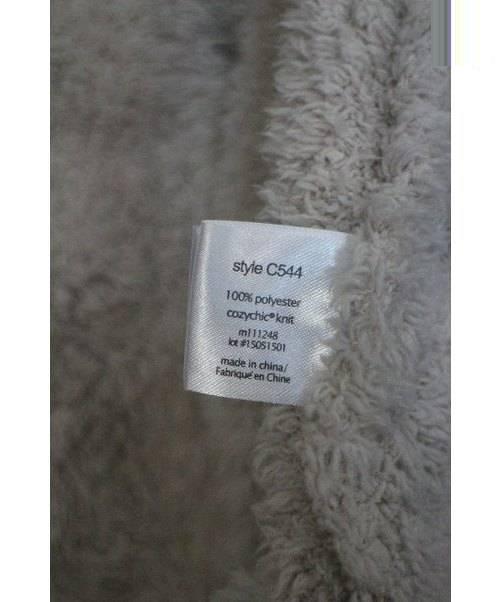 style C544
100% polyester
cozychic® knit
m111248
lot #15051501
made in china/
Fabriqué en Chine